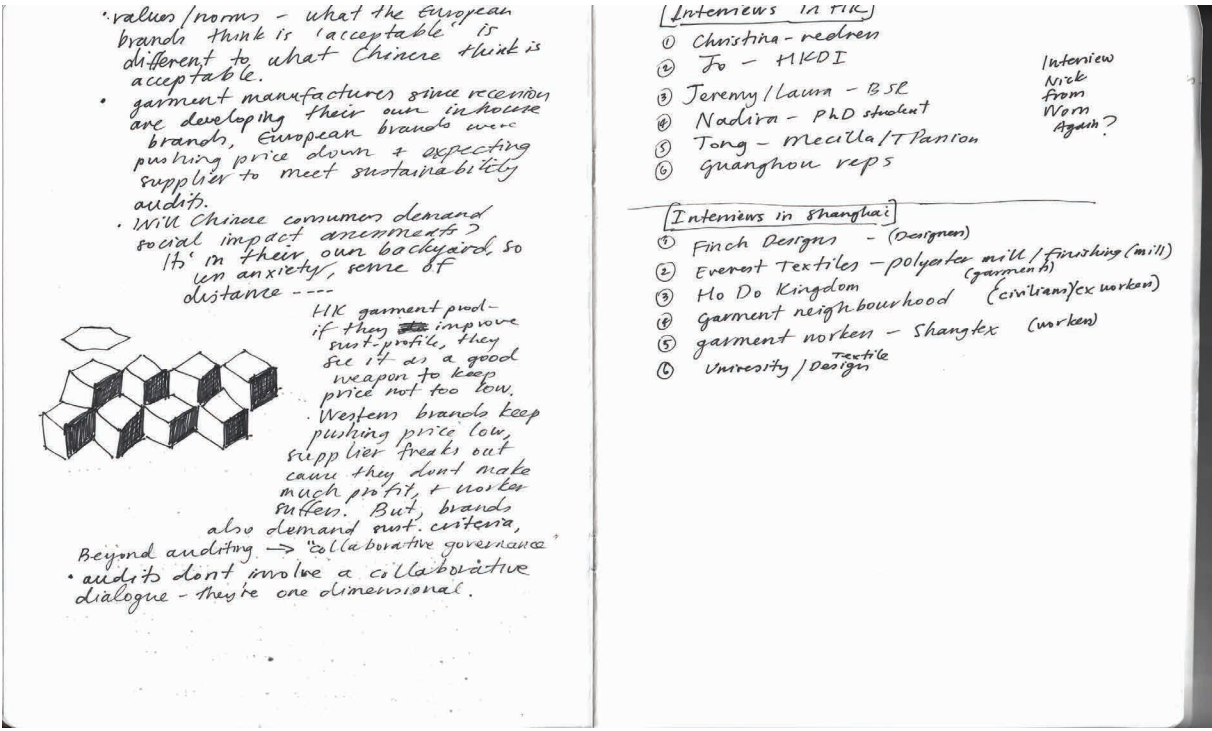 · values/norms - what the European
brands think is 'acceptable' is
different to what Chinese think is
acceptable.
· garment manufactures since recession
are developing their own inhouse
brands, European brands were
pushing price down + expecting
supplier to meet sustainability
audits.
· Will Chinese consumers demand
social impact assessments?
Its' in their own backyard, so
un anxiety, sense of
distance ----
HK garment prod-
if they improve
sust-profile, they
see it as a good
weapon to keep
price not too low.
· Western brands keep
pushing price low,
supplier freaks out
cause they dont make
much profit, + worker
suffers. But, brands
also demand sust. criteria,
Beyond auditing → "collaborative governance"
· audits dont involve a collaborative
dialogue - they're one dimensional.
[Interviews in HK]
① Christina - redress
② Jo - HKDI
③ Jeremy/Laura - BSR
④ Nadira - PhD student
⑤ Tong - Mecilla/TPanion
⑥ Guanghou reps
Interview
Nick
from
Worn
Again?
[Interviews in Shanghai]
① Finch Designs - (Designers)
② Everest Textiles - polyester mill / finishing (mill)
③ Ho Do Kingdom (garments)
④ garment neighbourhood (civilians/ex workers)
⑤ garment worker - Shangtex (worker)
⑥ Univesity / Textile Design